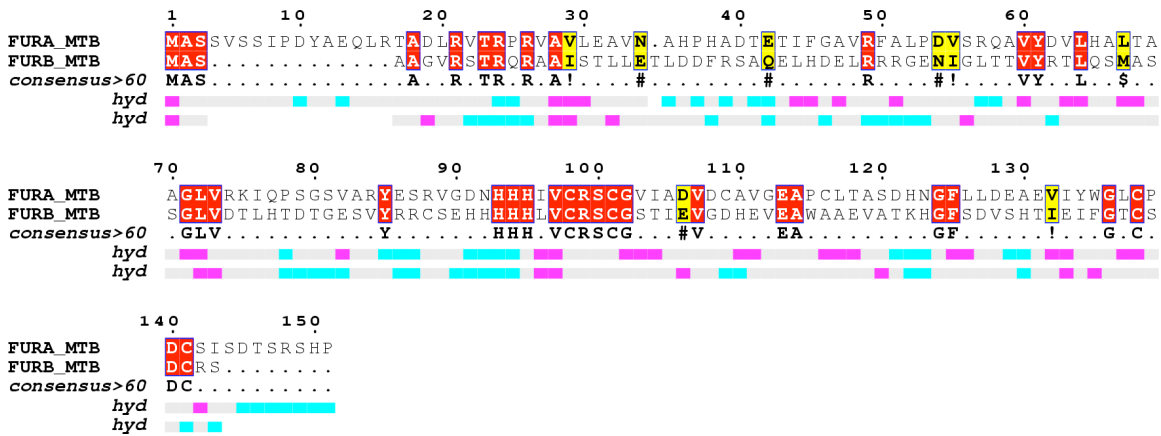 1 10 20 30 40 50 60
FURA_MTB MASSVSSIPDYAEQLRTADLRVTRPRVAVLEAVN.AHPHADTETIFGAVRFALPDVSRQAVYDVLHALTA
FURB_MTB MAS.............AAGVRSTRQRAAISTLLETLDDFRSAQELHDELRRRGENIGLTTVYRTLQSMAS
consensus>60 MAS..............A..R.TR.R.A!....#........#......R....#!....VY..L..$..
hyd
hyd
70 80 90 100 110 120 130
FURA_MTB AGLVRKIQPSGSVARYESRVGDNHHHIVCRSCGVIADVDCAVGEAPCLTASDHNGFLLDEAEVIYWGLCP
FURB_MTB SGLVDTLHTDTGESVYRRCSEHHHHHLVCRSCGSTIEVGDHEVEAWAAEVATKHGFSDVSHTIEIFGTCS
consensus>60 .GLV...........Y.......HHH.VCRSCG...#V.....EA.........GF......!...G.C.
hyd
hyd
140 150
FURA_MTB DCSISDTSRSHP
FURB_MTB DCRS........
consensus>60 DC..........
hyd
hyd